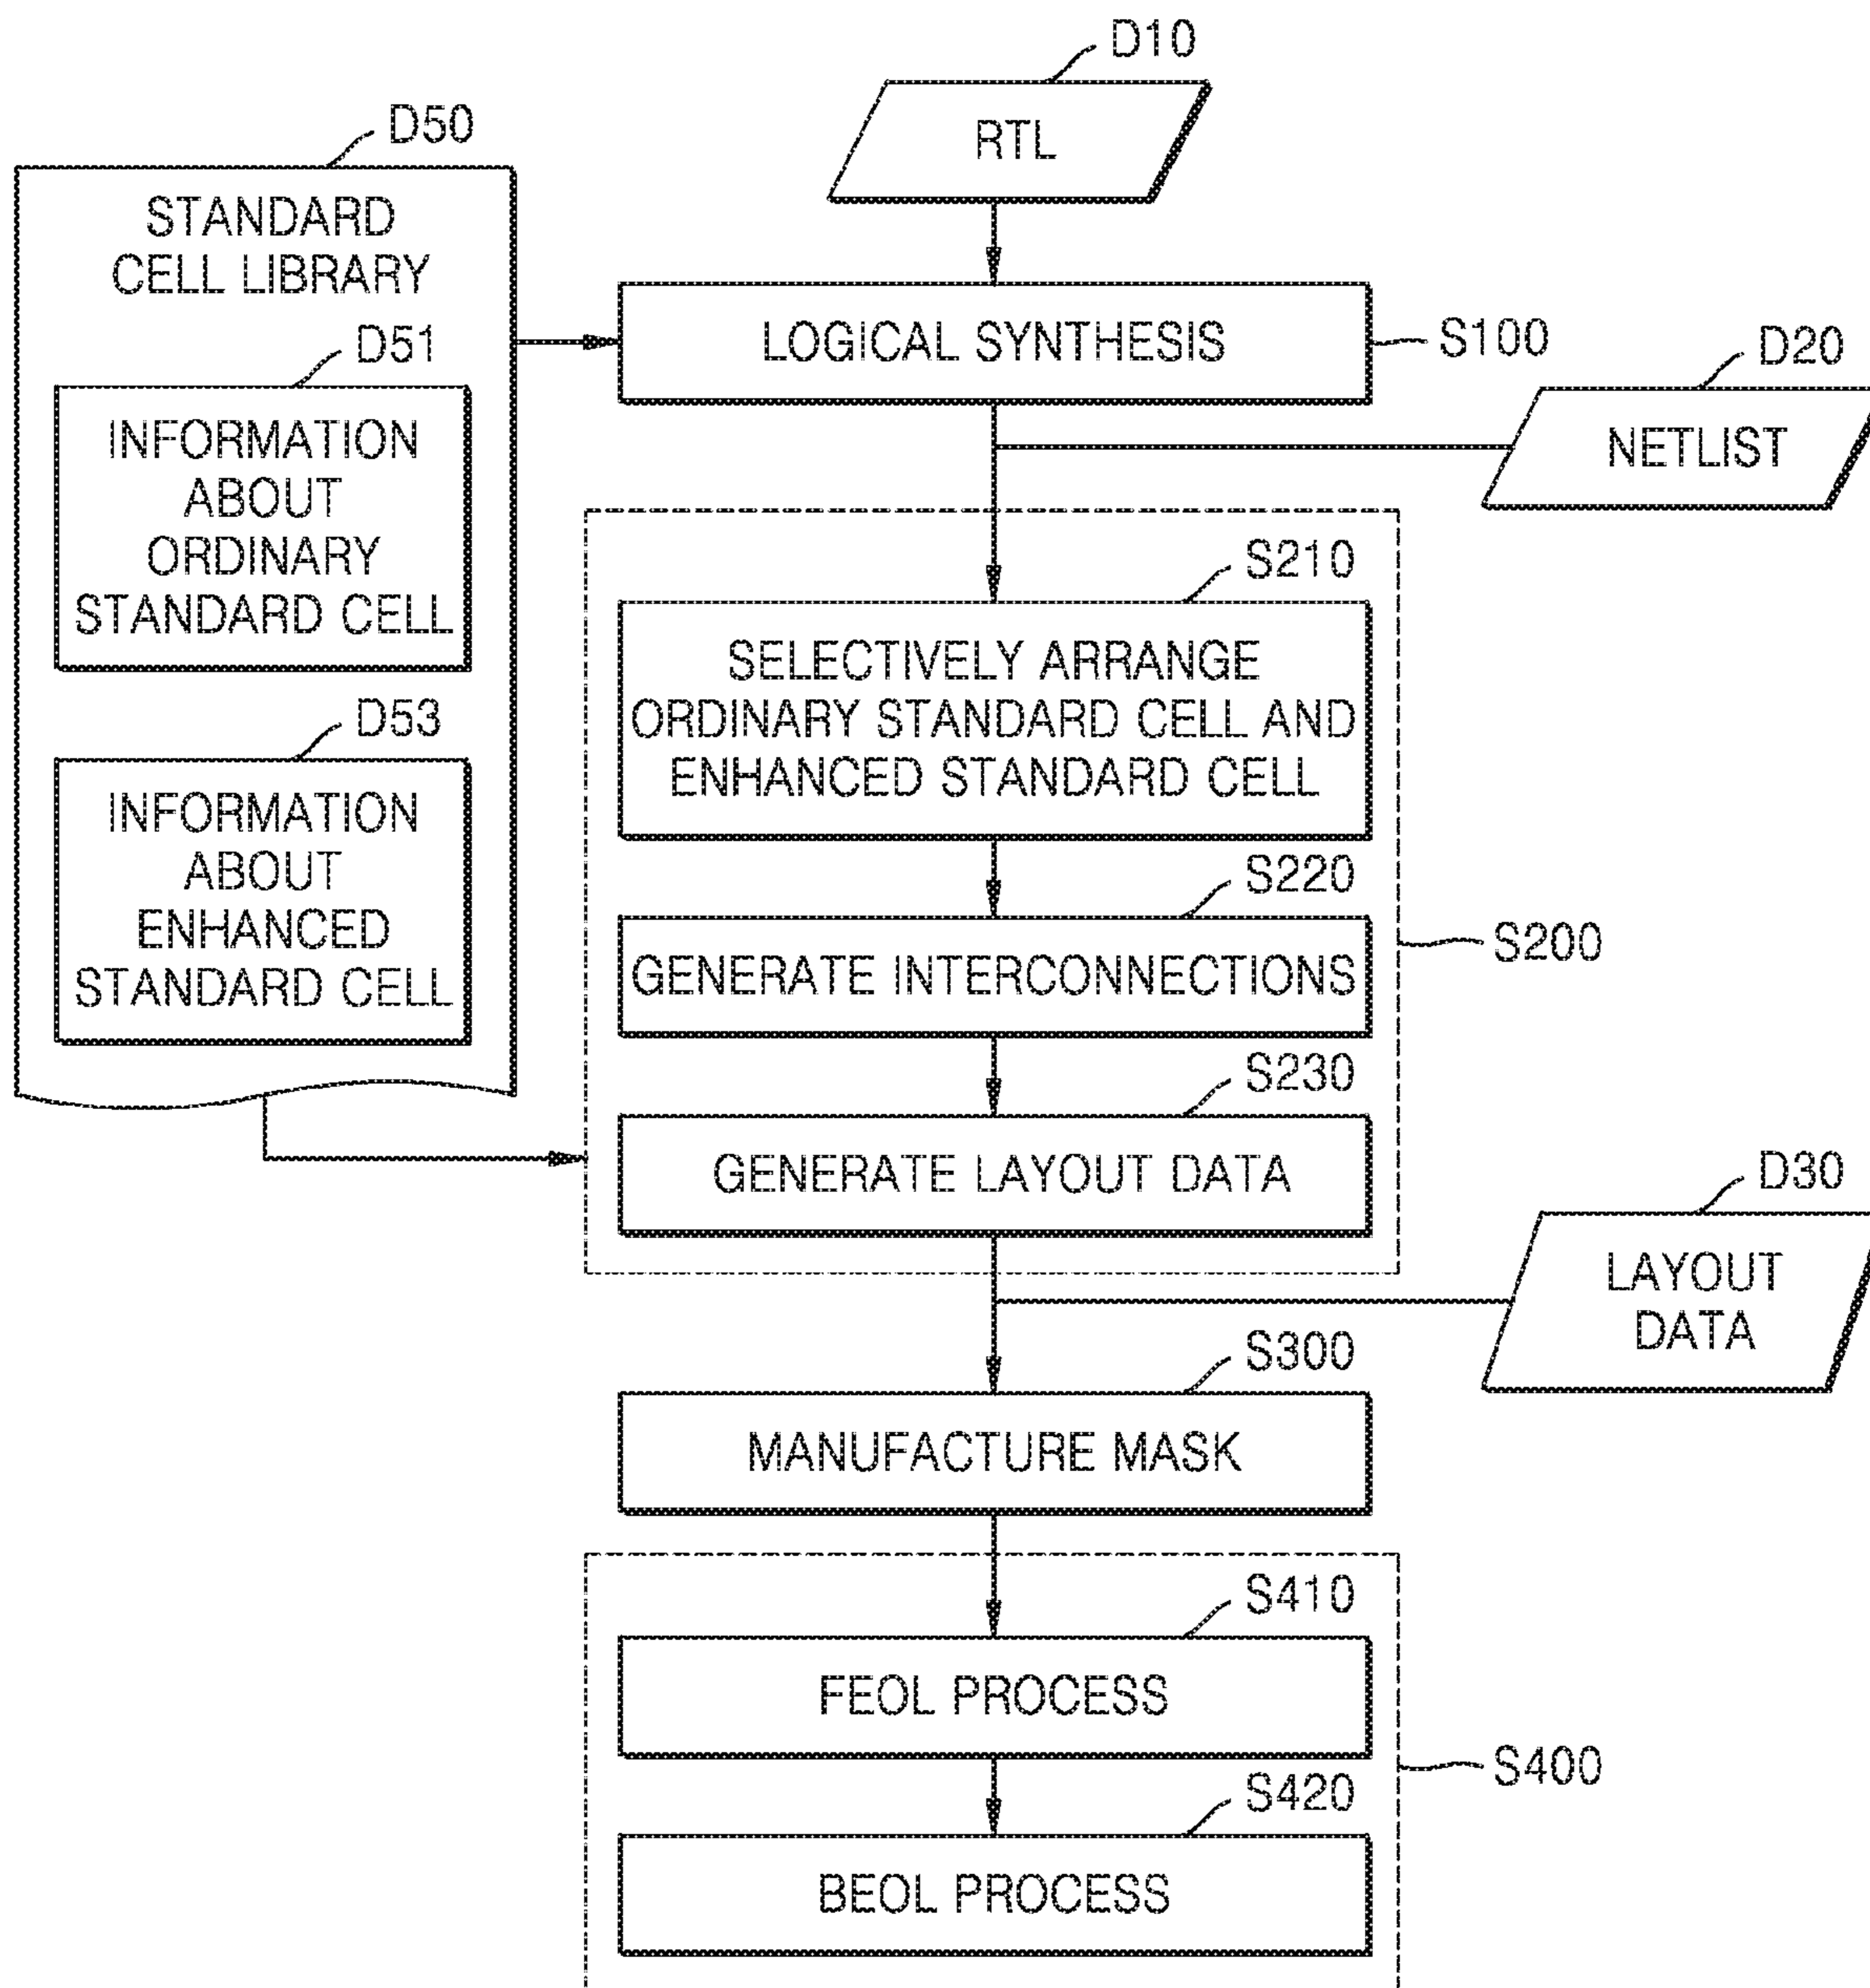 D10
RTL
D50
STANDARD
CELL LIBRARY
D51
INFORMATION
ABOUT
ORDINARY
STANDARD CELL
D53
INFORMATION
ABOUT
ENHANCED
STANDARD CELL
LOGICAL SYNTHESIS
S100
D20
NETLIST
S210
SELECTIVELY ARRANGE
ORDINARY STANDARD CELL AND
ENHANCED STANDARD CELL
S220
GENERATE INTERCONNECTIONS
S200
S230
GENERATE LAYOUT DATA
D30
LAYOUT
DATA
S300
MANUFACTURE MASK
S410
FEOL PROCESS
S400
S420
BEOL PROCESS